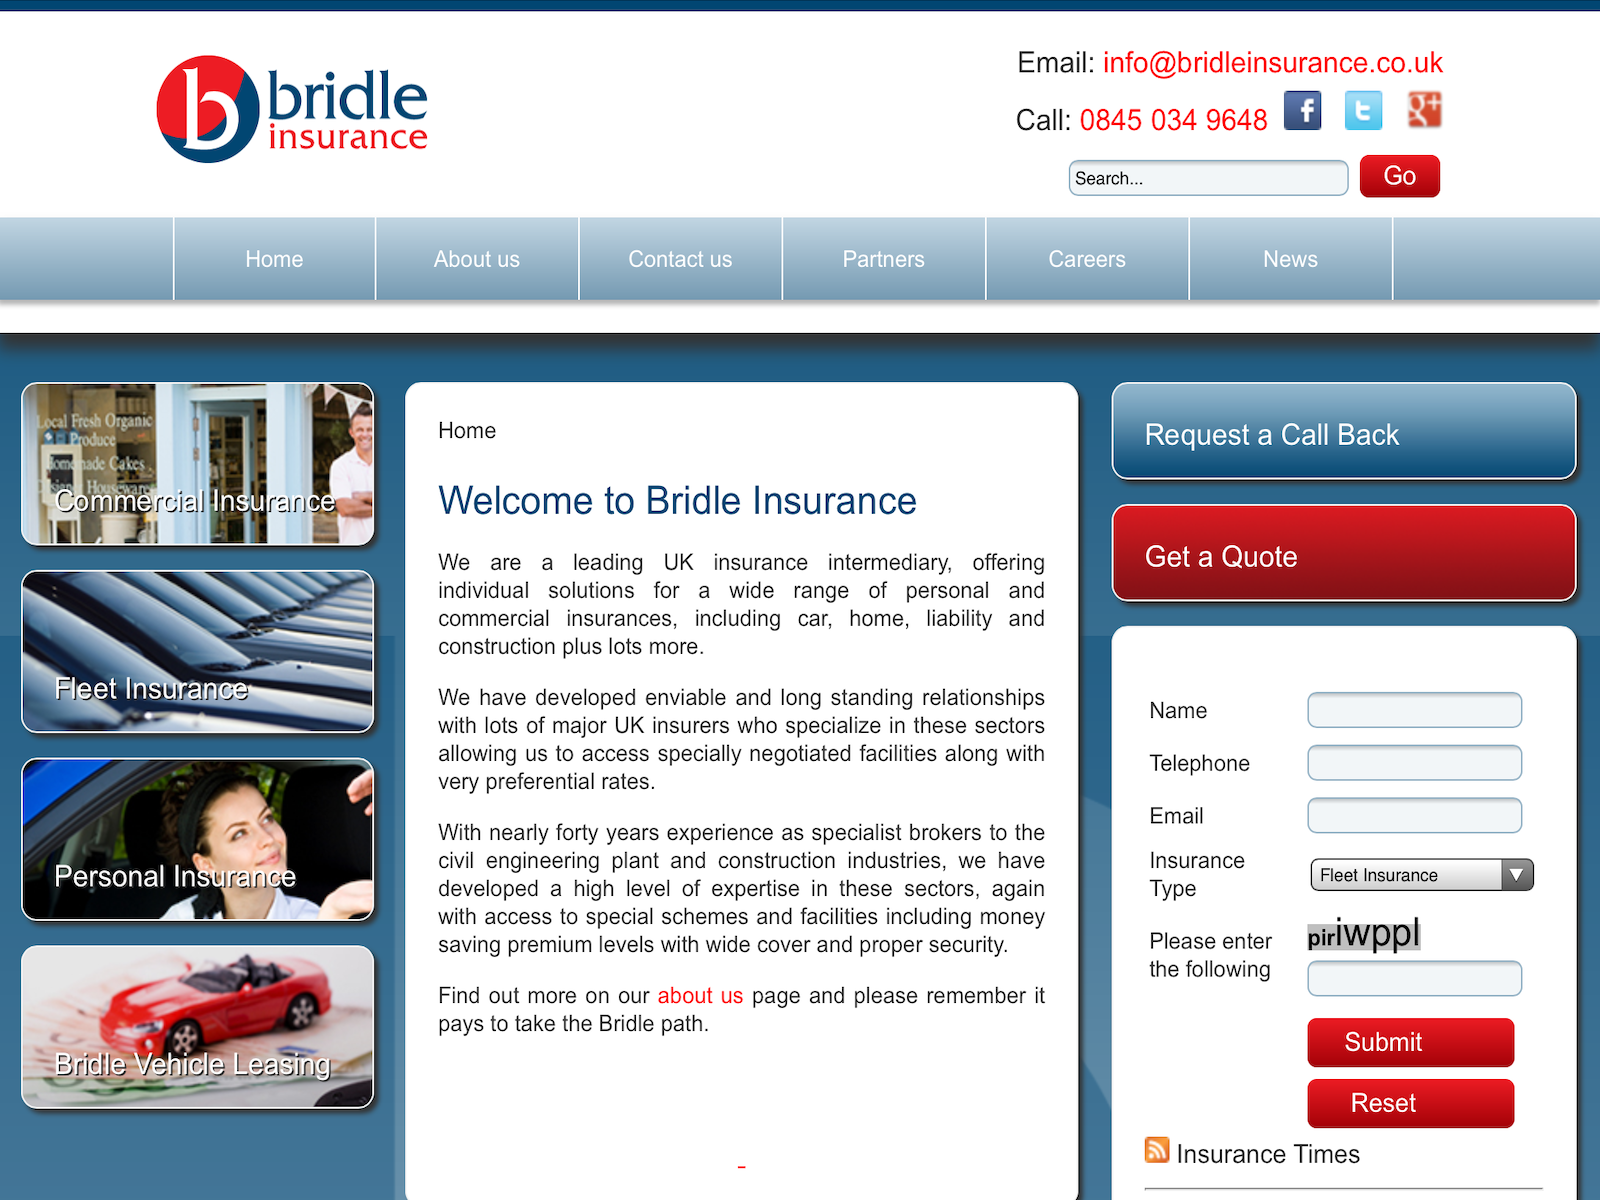 bridle
insurance
Email: info@bridleinsurance.co.uk
Call: 0845 034 9648
Search...
Go
Home
About us
Contact us
Partners
Careers
News
Local Fresh Organic
Produce
Homemade Cakes
Commercial Insurance
Fleet Insurance
Personal Insurance
Bridle Vehicle Leasing
Home
Welcome to Bridle Insurance
We are a leading UK insurance intermediary, offering
individual solutions for a wide range of personal and
commercial insurances, including car, home, liability and
construction plus lots more.
We have developed enviable and long standing relationships
with lots of major UK insurers who specialize in these sectors
allowing us to access specially negotiated facilities along with
very preferential rates.
With nearly forty years experience as specialist brokers to the
civil engineering plant and construction industries, we have
developed a high level of expertise in these sectors, again
with access to special schemes and facilities including money
saving premium levels with wide cover and proper security.
Find out more on our about us page and please remember it
pays to take the Bridle path.
Request a Call Back
Get a Quote
Name
Telephone
Email
Insurance
Type
Fleet Insurance
Please enter
the following
piriwppl
Submit
Reset
Insurance Times